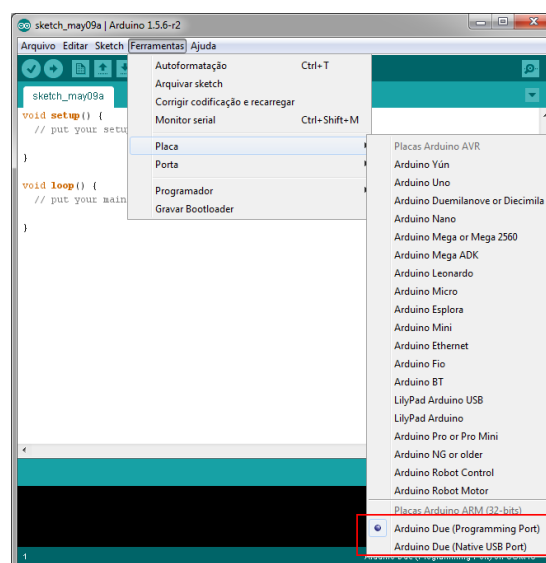 sketch_may09a | Arduino 1.5.6-r2
Arquivo Editar Sketch Ferramentas Ajuda
sketch_may09a
void setup() {
// put your setu
}
void loop() {
// put your main
}
Autoformatação Ctrl+T
Arquivar sketch
Corrigir codificação e recarregar
Monitor serial Ctrl+Shift+M
Placa
Porta
Programador
Gravar Bootloader
Placas Arduino AVR
Arduino Yún
Arduino Uno
Arduino Duemilanove or Diecimila
Arduino Nano
Arduino Mega or Mega 2560
Arduino Mega ADK
Arduino Leonardo
Arduino Micro
Arduino Esplora
Arduino Mini
Arduino Ethernet
Arduino Fio
Arduino BT
LilyPad Arduino USB
LilyPad Arduino
Arduino Pro or Pro Mini
Arduino NG or older
Arduino Robot Control
Arduino Robot Motor
Placas Arduino ARM (32-bits)
Arduino Due (Programming Port)
Arduino Due (Native USB Port)
1